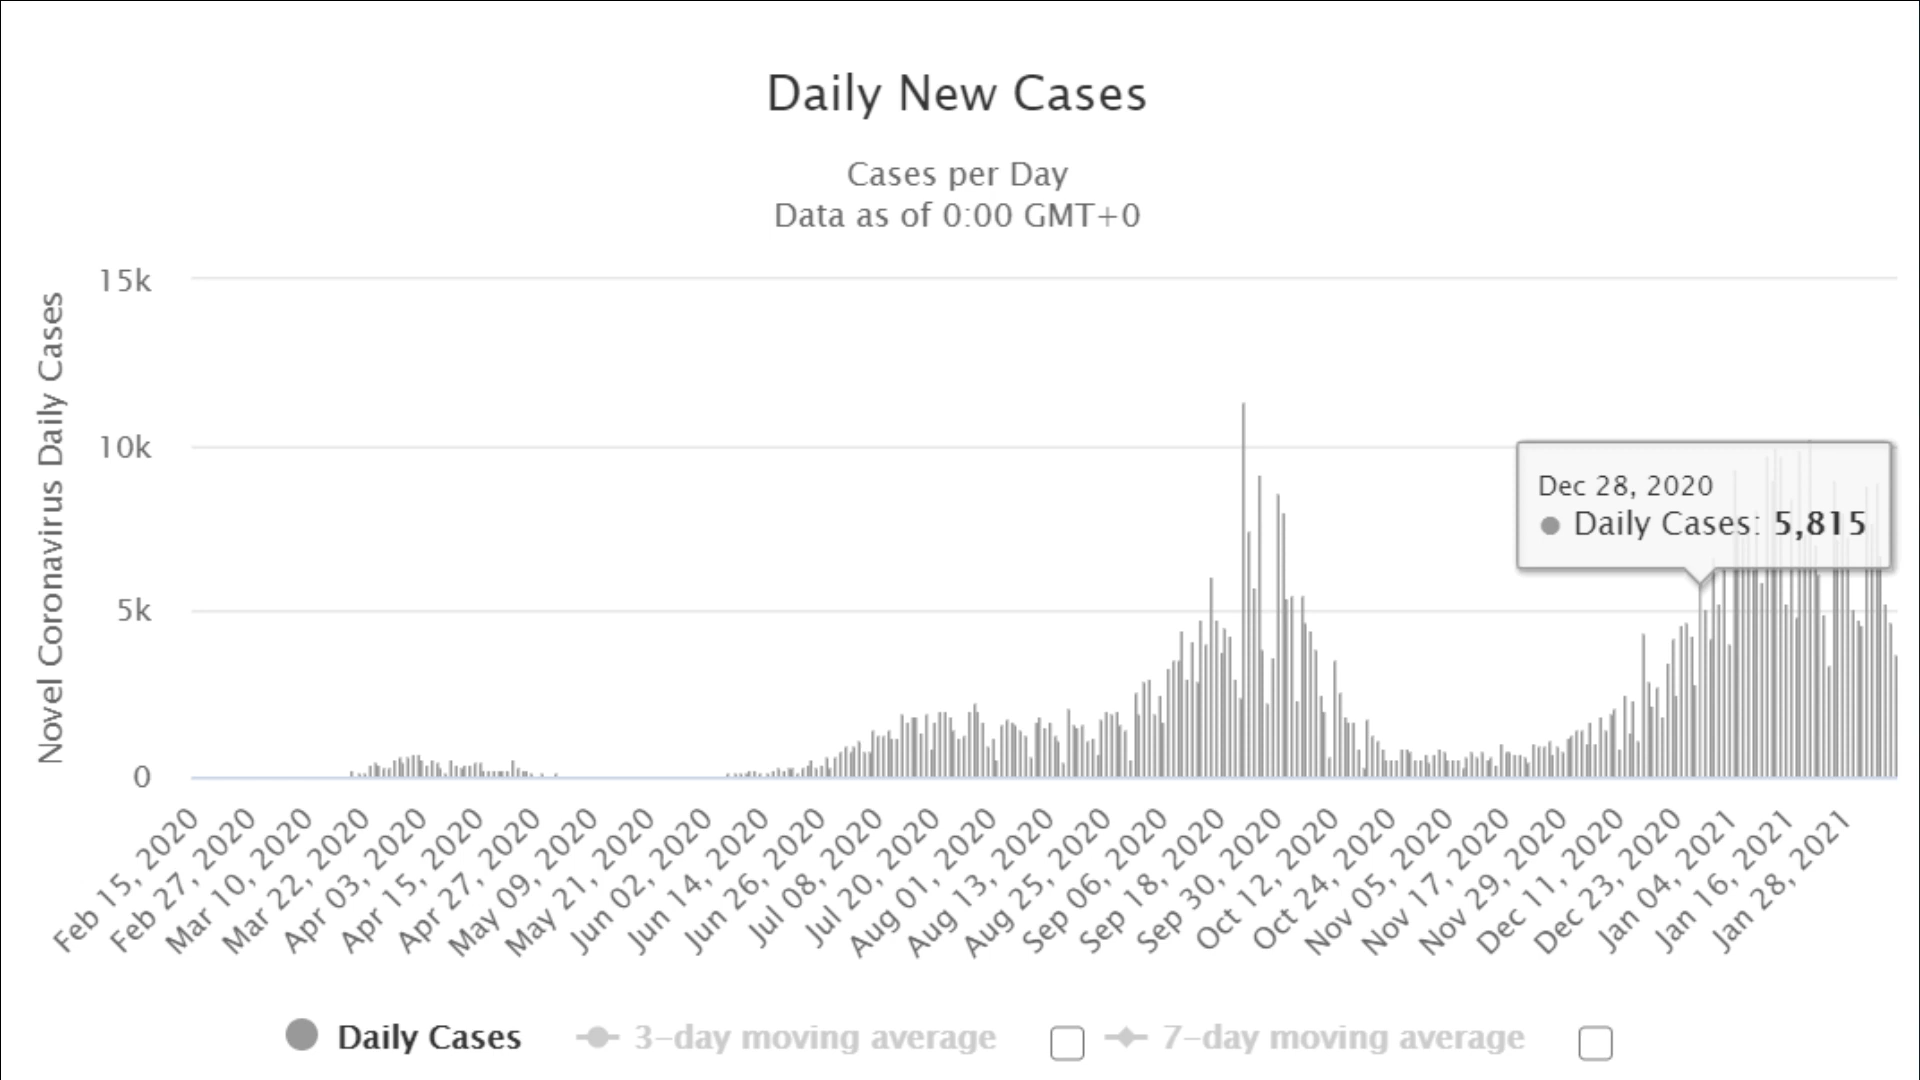 Daily New Cases
Cases per Day
Data as of 0:00 GMT+0
Novel Coronavirus Daily Cases
15k
10k
5k
0
Dec 28, 2020
Daily Cases: 5,815
Feb 15, 2020
Feb 27, 2020
Mar 10, 2020
Mar 22, 2020
Apr 03, 2020
Apr 15, 2020
Apr 27, 2020
May 09, 2020
May 21, 2020
Jun 02, 2020
Jun 14, 2020
Jun 26, 2020
Jul 08, 2020
Jul 20, 2020
Aug 01, 2020
Aug 13, 2020
Aug 25, 2020
Sep 06, 2020
Sep 18, 2020
Sep 30, 2020
Oct 12, 2020
Oct 24, 2020
Nov 05, 2020
Nov 17, 2020
Nov 29, 2020
Dec 11, 2020
Dec 23, 2020
Jan 04, 2021
Jan 16, 2021
Jan 28, 2021
Daily Cases
3-day moving average
7-day moving average